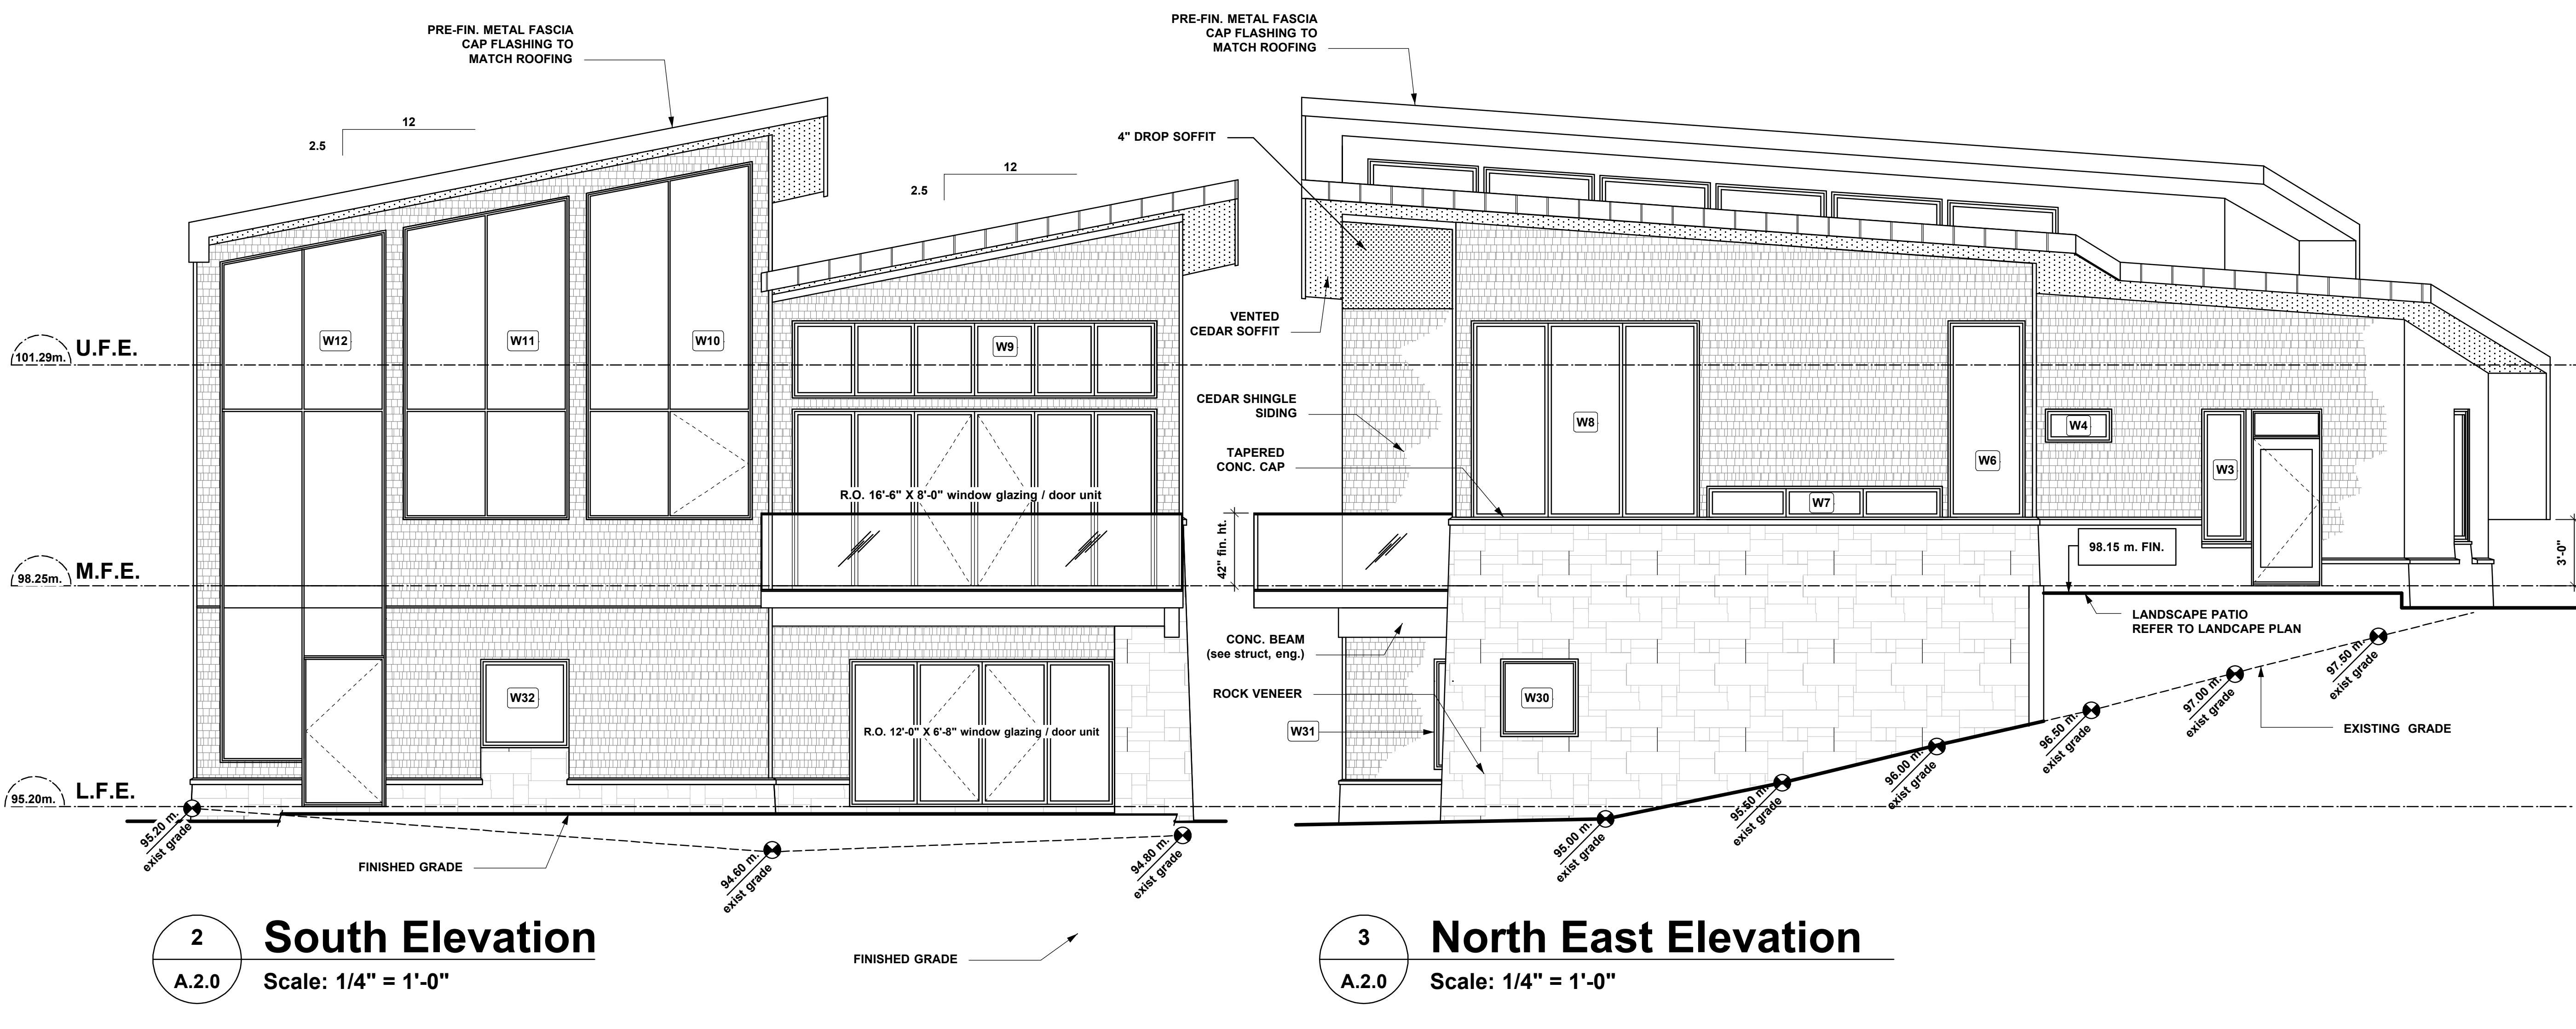 PRE-FIN. METAL FASCIA
CAP FLASHING TO
MATCH ROOFING
12
2.5
12
2.5
U.F.E.
101.29m.
M.F.E.
98.25m.
L.F.E.
95.20m.
W12
W11
W10
W9
R.O. 16'-6" X 8'-0" window glazing / door unit
W32
R.O. 12'-0" X 6'-8" window glazing / door unit
95.20 m.
exist grade
94.60 m.
exist grade
94.80 m.
exist grade
FINISHED GRADE
FINISHED GRADE
2
A.2.0
South Elevation
Scale: 1/4" = 1'-0"
PRE-FIN. METAL FASCIA
CAP FLASHING TO
MATCH ROOFING
4" DROP SOFFIT
VENTED
CEDAR SOFFIT
CEDAR SHINGLE
SIDING
TAPERED
CONC. CAP
42" fin. ht.
CONC. BEAM
(see struct, eng.)
ROCK VENEER
W31
W8
W7
W6
W4
W3
W30
98.15 m. FIN.
3'-0"
LANDSCAPE PATIO
REFER TO LANDCAPE PLAN
EXISTING GRADE
95.00 m.
exist grade
95.50 m.
exist grade
96.00 m.
exist grade
96.50 m.
exist grade
97.00 m.
exist grade
97.50 m.
exist grade
3
A.2.0
North East Elevation
Scale: 1/4" = 1'-0"